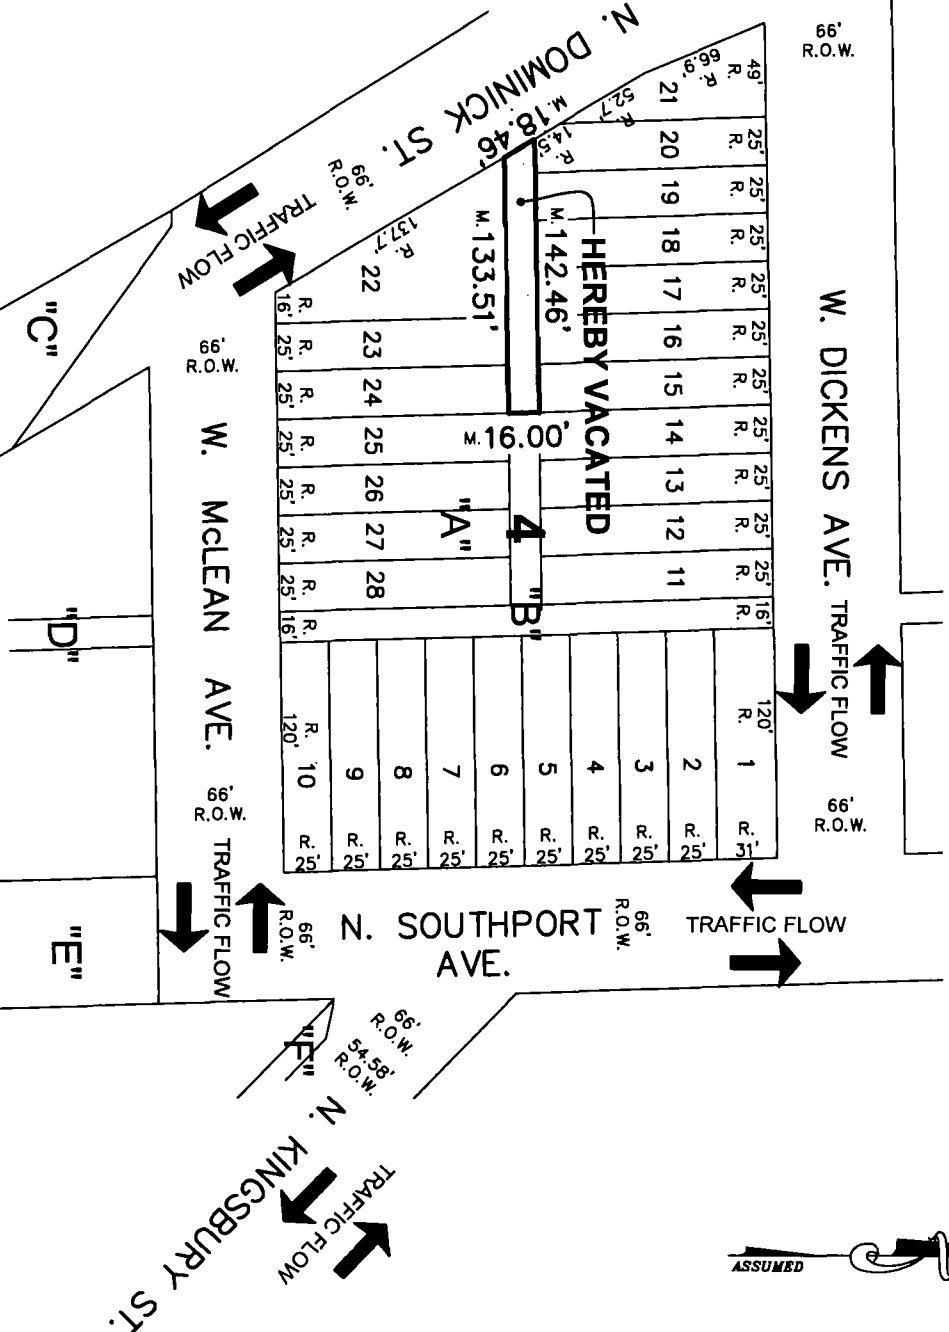 N. DOMINICK ST.
66'
R.O.W.
TRAFFIC FLOW
66'
R.O.W.
W. DICKENS AVE.
TRAFFIC FLOW
66'
R.O.W.
49'
R.
R.
66.9'
21
R.
52.7'
25'
R.
20
R.
14.5'
M.18.46'
25'
R.
19
25'
R.
18
25'
R.
17
25'
R.
16
25'
R.
15
25'
R.
14
25'
R.
13
25'
R.
12
25'
R.
11
16'
R.
HEREBY VACATED
M.142.46'
M.133.51'
M.16.00'
4
"A"
"B"
R.
137.7'
22
R.
16'
23
R.
25'
24
R.
25'
25
R.
25'
26
R.
25'
27
R.
25'
28
R.
25'
R.
16'
66'
R.O.W.
W. McLEAN AVE.
66'
R.O.W.
TRAFFIC FLOW
"C"
"D"
"E"
"F"
120'
R.
1
R.
31'
2
R.
25'
3
R.
25'
4
R.
25'
5
R.
25'
6
R.
25'
7
R.
25'
8
R.
25'
9
R.
25'
R.
120'
10
R.
25'
66'
R.O.W.
N. SOUTHPORT
AVE.
66'
R.O.W.
TRAFFIC FLOW
66'
R.O.W.
54.58'
R.O.W.
N. KINGSBURY ST.
TRAFFIC FLOW
ASSUMED